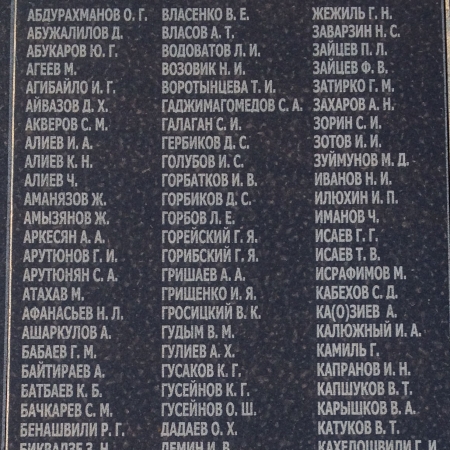 АБДУРАХМАНОВ О. Г.
АБУЖАЛИЛОВ Д.
АБУКАРОВ Ю. Г.
АГЕЕВ М.
АГИБАЙЛО И. Г.
АЙВАЗОВ Д. Х.
АКВЕРОВ С. М.
АЛИЕВ И. А.
АЛИЕВ К. Н.
АЛИЕВ Ч.
АМАНЯЗОВ Ж.
АМЫЗЯНОВ Ж.
АРКЕСЯН А. А.
АРУТЮНОВ Г. И.
АРУТЮНЯН С. А.
АТАХАВ М.
АФАНАСЬЕВ Н. Л.
АШАРКУЛОВ А.
БАБАЕВ Г. М.
БАЙТИРАЕВ А.
БАТБАЕВ К. Б.
БАЧКАРЕВ С. М.
БЕНАШВИЛИ Р. Г.
БИКВАДЗЕ З. Н.
ВЛАСЕНКО В. Е.
ВЛАСОВ А. Т.
ВОДОВАТОВ Л. И.
ВОЗОВИК Н. И.
ВОРОТЫНЦЕВА Т. И.
ГАДЖИМАГОМЕДОВ С. А.
ГАЛАГАН С. И.
ГЕРБИКОВ Д. С.
ГОЛУБОВ И. С.
ГОРБАТКОВ И. В.
ГОРБИКОВ Д. С.
ГОРБОВ Л. Е.
ГОРЕЙСКИЙ Г. Я.
ГОРИБСКИЙ Г. Я.
ГРИШАЕВ А. А.
ГРИЩЕНКО И. Я.
ГРОСИЦКИЙ В. К.
ГУДЫМ В. М.
ГУЛИЕВ А. Х.
ГУСАКОВ К. Г.
ГУСЕЙНОВ К. Г.
ГУСЕЙНОВ О. Ш.
ДАДАЕВ О. Х.
ДЕМИН И. В.
ЖЕЖИЛЬ Г. Н.
ЗАВАРЗИН Н. С.
ЗАЙЦЕВ П. Л.
ЗАЙЦЕВ Ф. В.
ЗАТИРКО Г. М.
ЗАХАРОВ А. Н.
ЗОРИН С. И.
ЗОТОВ И. И.
ЗУЙМУНОВ М. Д.
ИВАНОВ Н. И.
ИЛЮХИН И. П.
ИМАНОВ Ч.
ИСАЕВ Г. Г.
ИСАЕВ Т. В.
ИСРАФИМОВ М.
КАБЕХОВ С. Д.
КА(О)ЗИЕВ А.
КАЛЮЖНЫЙ И. А.
КАМИЛЬ Г.
КАПРАНОВ И. Н.
КАПШУКОВ В. Т.
КАРЫШКОВ В. А.
КАТУКОВ В. Т.
КАХЕЛОШВИЛИ Г. И.